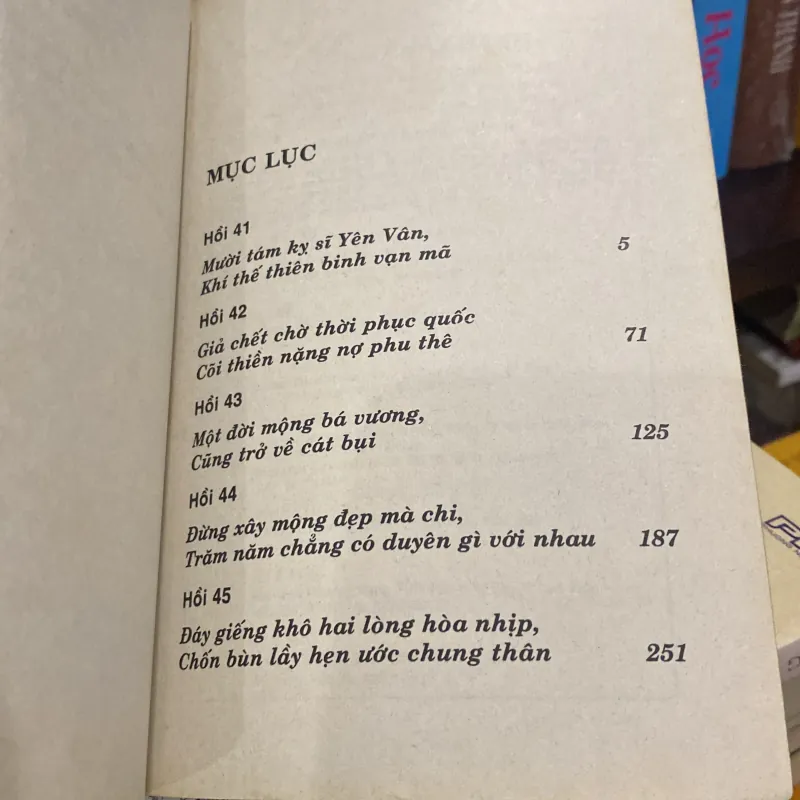 MỤC LỤC
Hồi 41
Mười tám kỵ sĩ Yên Vân,
Khí thế thiên binh vạn mã 5
Hồi 42
Giả chết chờ thời phục quốc
Cõi thiền nặng nợ phu thê 71
Hồi 43
Một đời mộng bá vương,
Cũng trở về cát bụi 125
Hồi 44
Đừng xây mộng đẹp mà chi,
Trăm năm chẳng có duyên gì với nhau 187
Hồi 45
Đáy giếng khô hai lòng hòa nhịp,
Chốn bùn lầy hẹn ước chung thân 251
Học